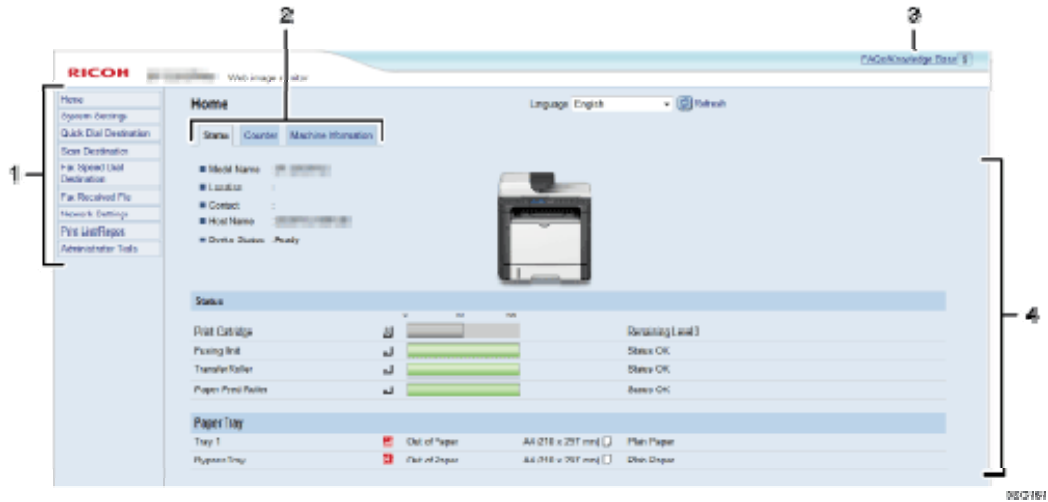 2
3
FAQs/Knowledge Base
RICOH
Web image monitor
Home
Language English Refresh
1
Home
System Settings
Quick Dial Destination
Scan Destination
Fax Speed Dial
Destination
Fax Received File
Network Settings
Print List/Report
Administrator Tools
Status Counter Machine Information
Model Name
Location :
Contact :
Host Name :
Device Status : Ready
4
Status
Print Cartridge Remaining Level
Fusing Unit Status OK
Transfer Roller Status OK
Paper Feed Roller Status OK
Paper Tray
Tray 1 Out of Paper A4 (210 x 297 mm) Plain Paper
Bypass Tray Out of Paper A4 (210 x 297 mm) Plain Paper